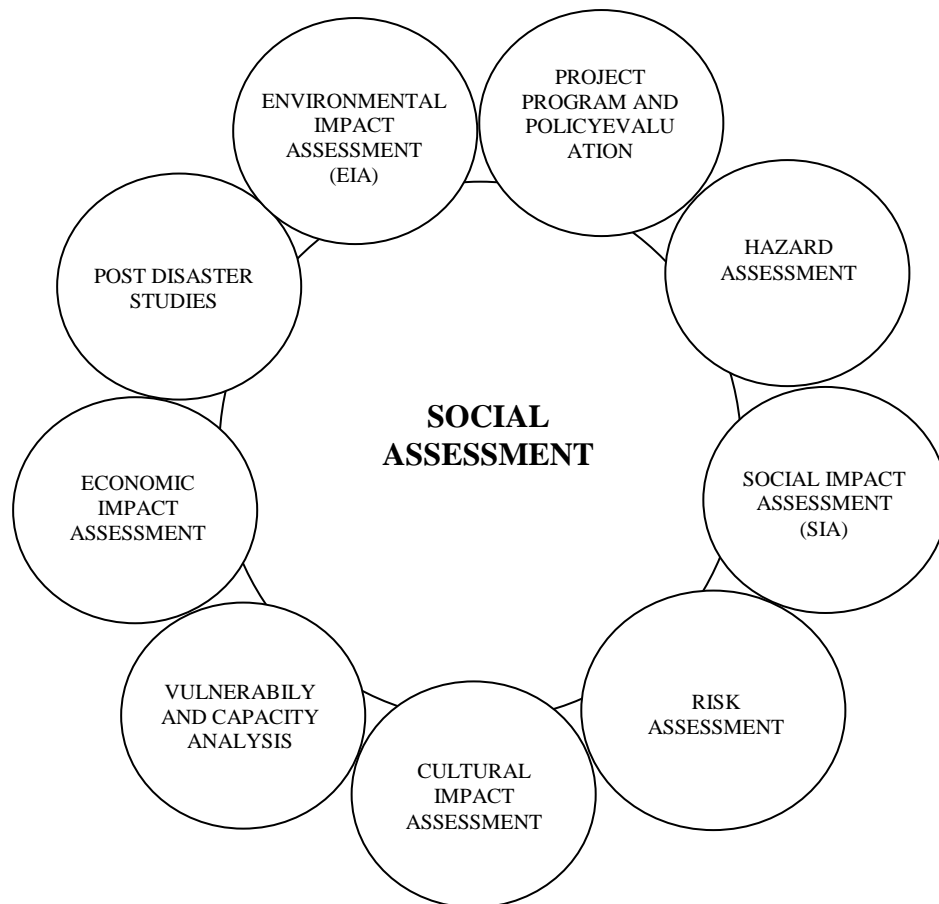 ENVIRONMENTAL
IMPACT
ASSESSMENT
(EIA)
PROJECT
PROGRAM AND
POLICYEVALU
ATION
HAZARD
ASSESSMENT
POST DISASTER
STUDIES
SOCIAL
ASSESSMENT
ECONOMIC
IMPACT
ASSESSMENT
SOCIAL IMPACT
ASSESSMENT
(SIA)
VULNERABILY
AND CAPACITY
ANALYSIS
RISK
ASSESSMENT
CULTURAL
IMPACT
ASSESSMENT